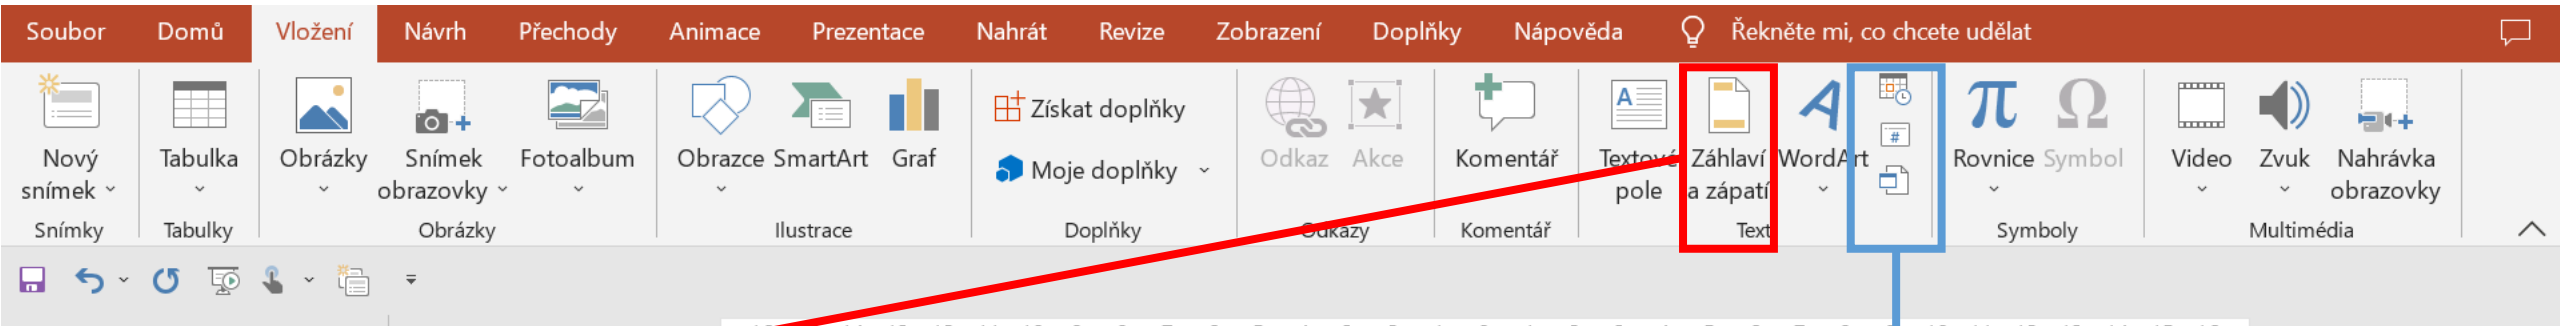 Soubor Domů Vložení Návrh Přechody Animace Prezentace Nahrát Revize Zobrazení Doplňky Nápověda Řekněte mi, co chcete udělat
Nový snímek
Tabulka
Obrázky
Snímek obrazovky
Fotoalbum
Obrazce
SmartArt
Graf
Získat doplňky
Moje doplňky
Odkaz
Akce
Komentář
Textové pole
Záhlaví a zápatí
WordArt
Rovnice
Symbol
Video
Zvuk
Nahrávka obrazovky
Snímky Tabulky Obrázky Ilustrace Doplňky Odkazy Komentář Text Symboly Multimédia